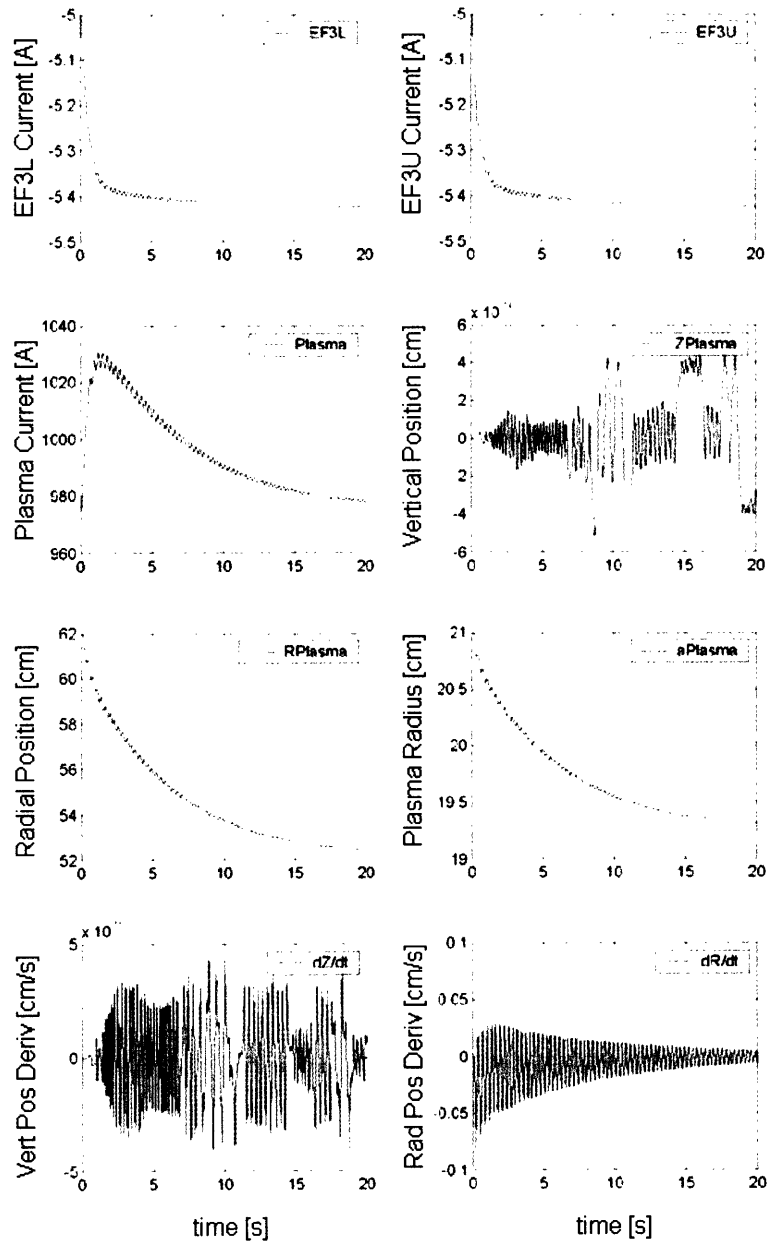 EF3L Current [A]
-5
-5.1
-5.2
-5.3
-5.4
-5.5
EF3L
0 5 10 15 20
EF3U Current [A]
-5
-5.1
-5.2
-5.3
-5.4
-5.5
EF3U
0 5 10 15 20
Plasma Current [A]
1040
1020
1000
980
960
Plasma
0 5 10 15 20
Vertical Position [cm]
x 10
6
4
2
0
-2
-4
-6
ZPlasma
0 5 10 15 20
Radial Position [cm]
62
60
58
56
54
52
RPlasma
0 5 10 15 20
Plasma Radius [cm]
21
20.5
20
19.5
19
aPlasma
0 5 10 15 20
Vert Pos Deriv [cm/s]
x 10
5
0
-5
dZ/dt
0 5 10 15 20
time [s]
Rad Pos Deriv [cm/s]
0.1
0.05
0
-0.05
-0.1
dR/dt
0 5 10 15 20
time [s]